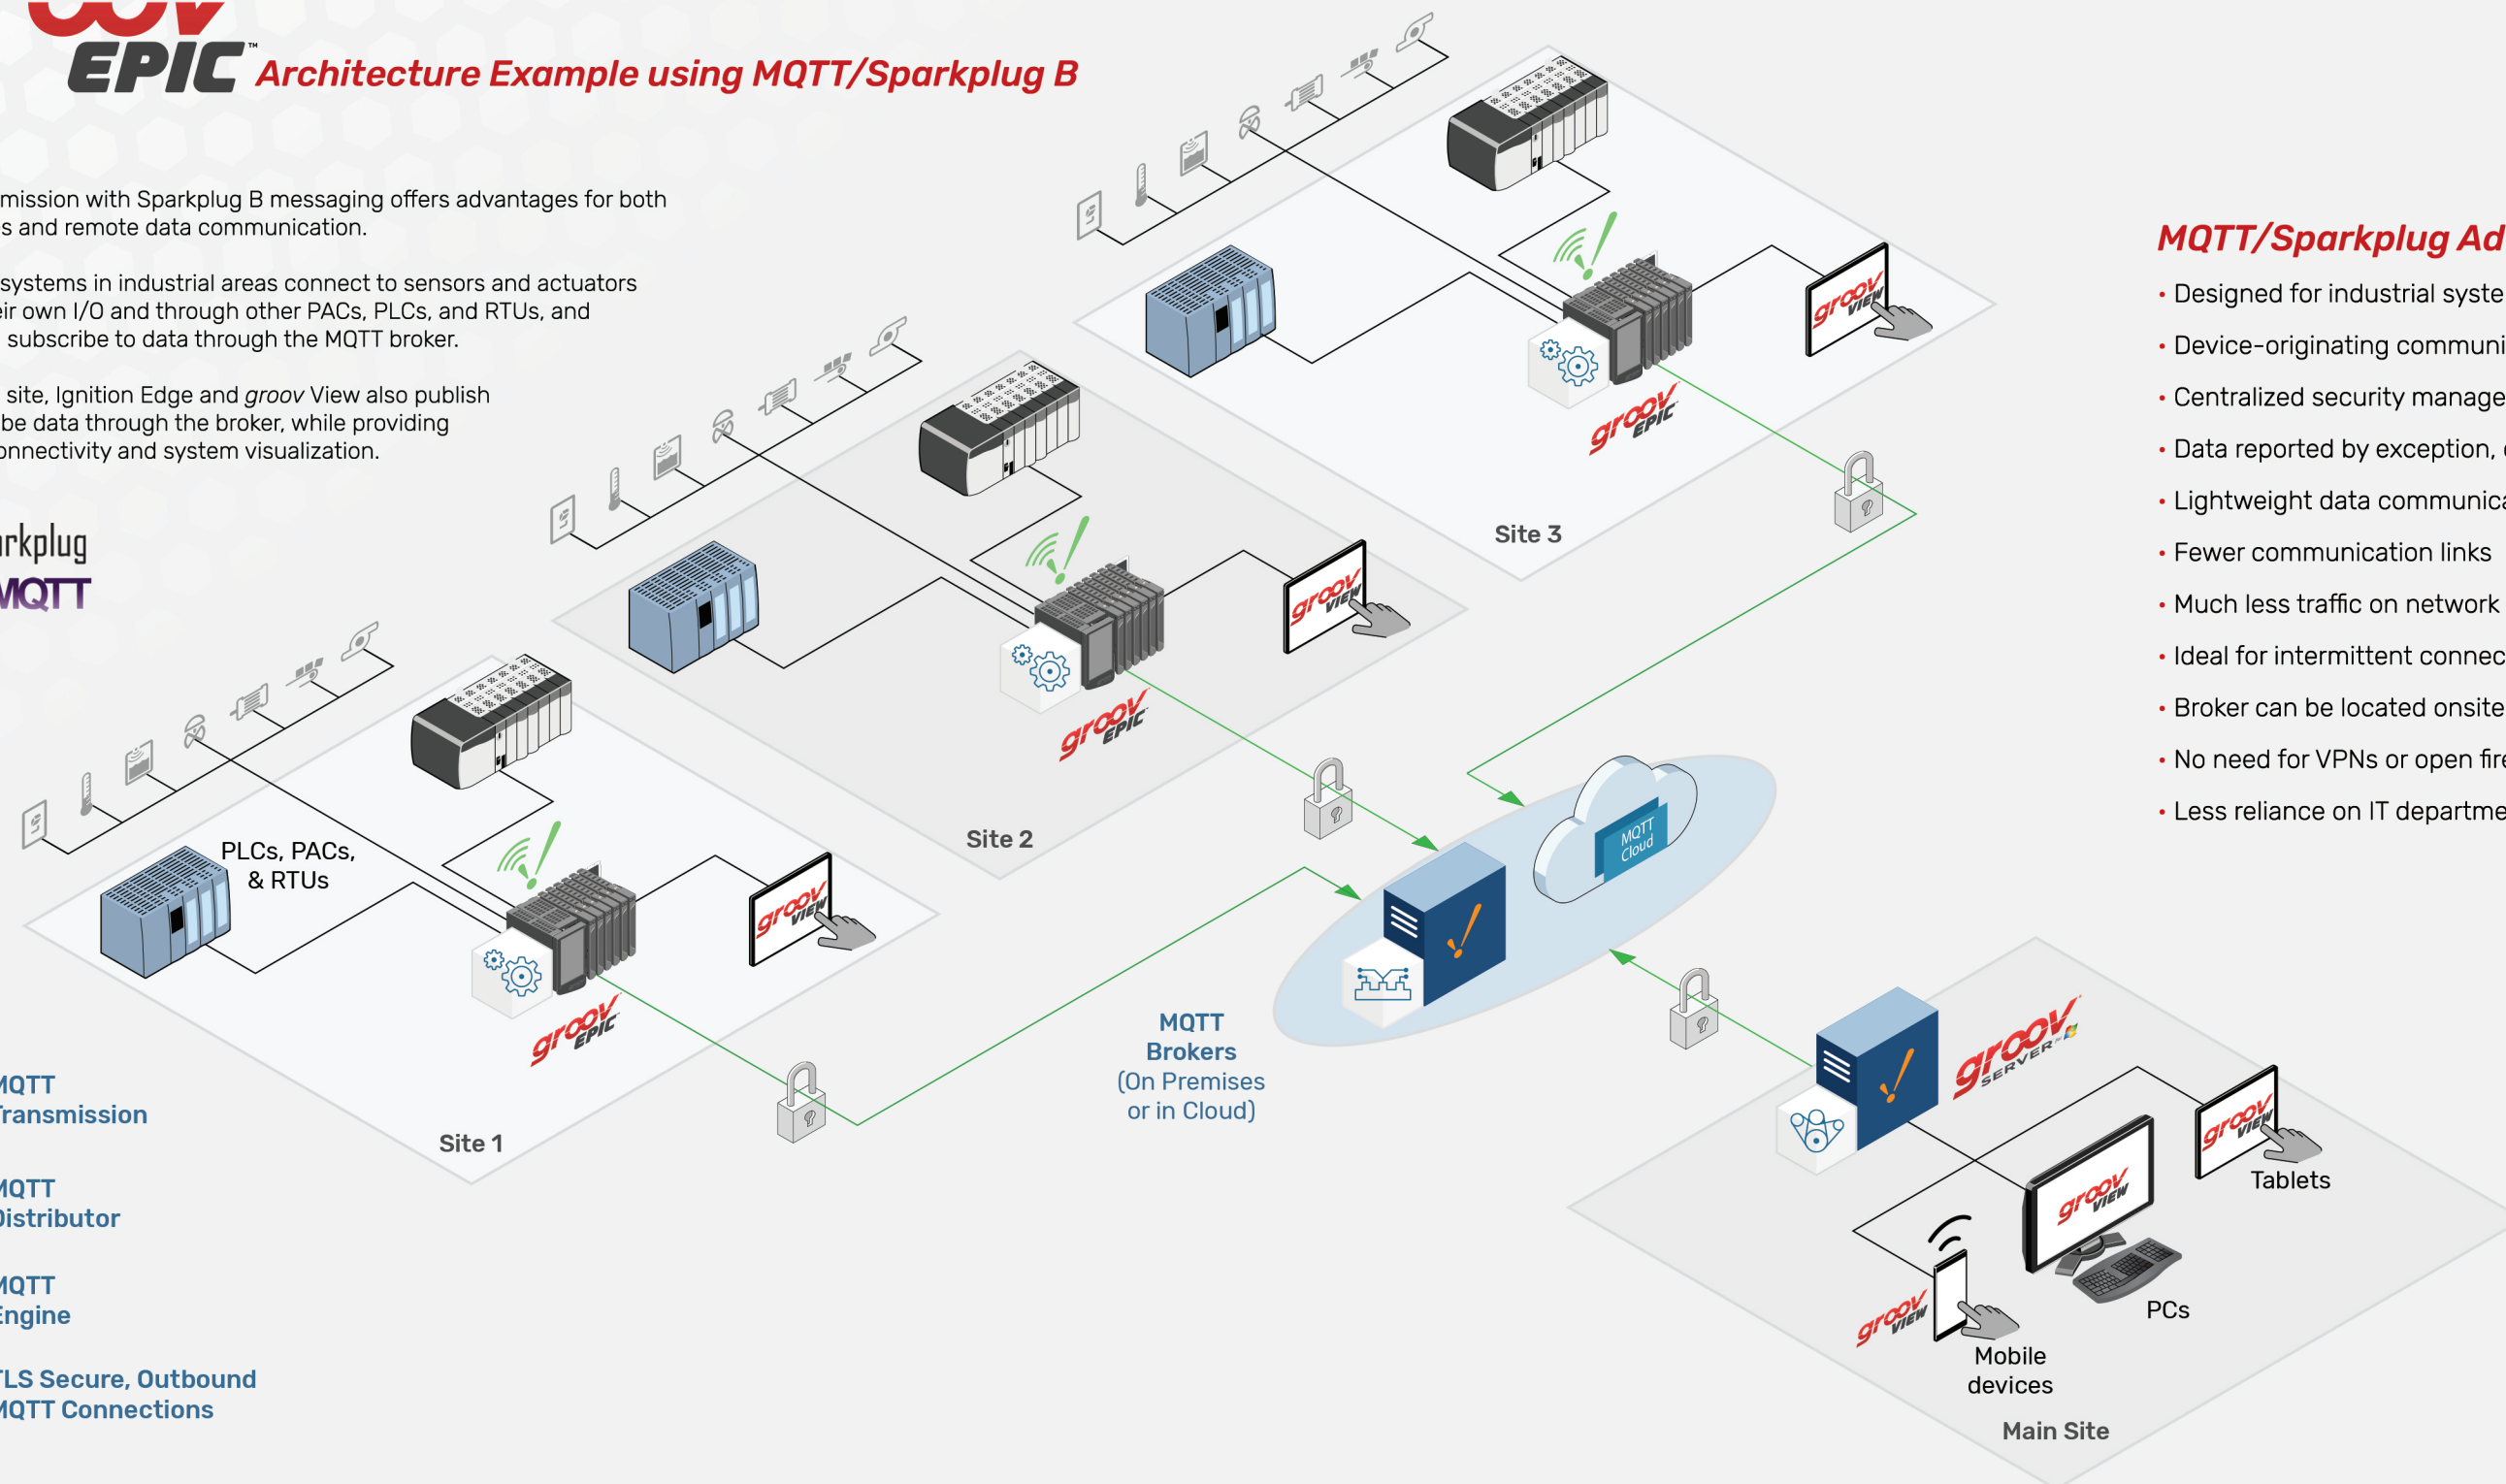 EPIC™ Architecture Example using MQTT/Sparkplug B
mission with Sparkplug B messaging offers advantages for both
s and remote data communication.
systems in industrial areas connect to sensors and actuators
eir own I/O and through other PACs, PLCs, and RTUs, and
subscribe to data through the MQTT broker.
site, Ignition Edge and groov View also publish
be data through the broker, while providing
onnectivity and system visualization.
arkplug
MQTT
PLCs, PACs,
& RTUs
groov
VIEW
groov
EPIC
Site 1
groov
VIEW
groov
EPIC
Site 2
groov
VIEW
groov
EPIC
Site 3
MQTT
Cloud
MQTT
Brokers
(On Premises
or in Cloud)
groov
SERVER
groov
VIEW
Tablets
groov
VIEW
PCs
groov
VIEW
Mobile
devices
Main Site
MQTT
Transmission
MQTT
Distributor
MQTT
Engine
TLS Secure, Outbound
MQTT Connections
MQTT/Sparkplug Ad
• Designed for industrial syste
• Device-originating communi
• Centralized security manage
• Data reported by exception,
• Lightweight data communica
• Fewer communication links
• Much less traffic on network
• Ideal for intermittent connec
• Broker can be located onsite
• No need for VPNs or open fire
• Less reliance on IT departme